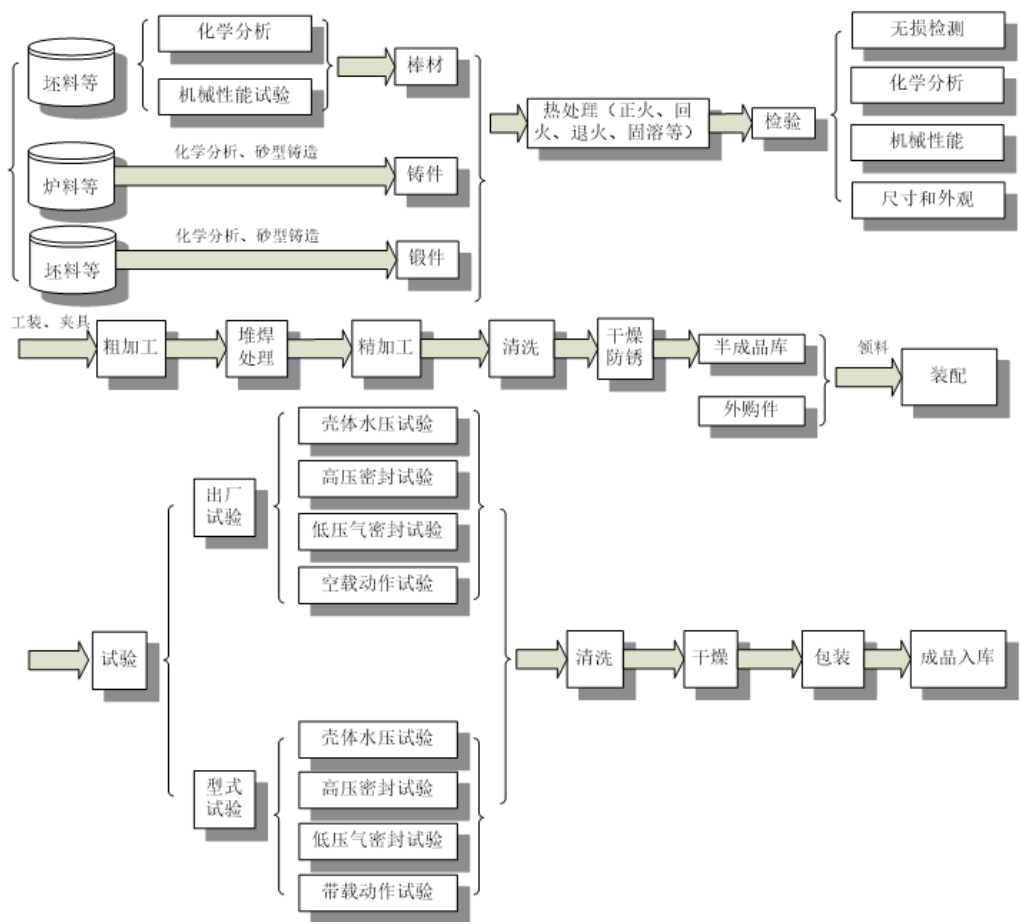 坯料等
化学分析
机械性能试验
棒材
炉料等
化学分析、砂型铸造
铸件
坯料等
化学分析、砂型铸造
锻件
热处理（正火、回
火、退火、固溶等）
检验
无损检测
化学分析
机械性能
尺寸和外观
工装、夹具
粗加工
堆焊
处理
精加工
清洗
干燥
防锈
半成品库
外购件
领料
装配
试验
出厂
试验
壳体水压试验
高压密封试验
低压气密封试验
空载动作试验
型式
试验
壳体水压试验
高压密封试验
低压气密封试验
带载动作试验
清洗
干燥
包装
成品入库